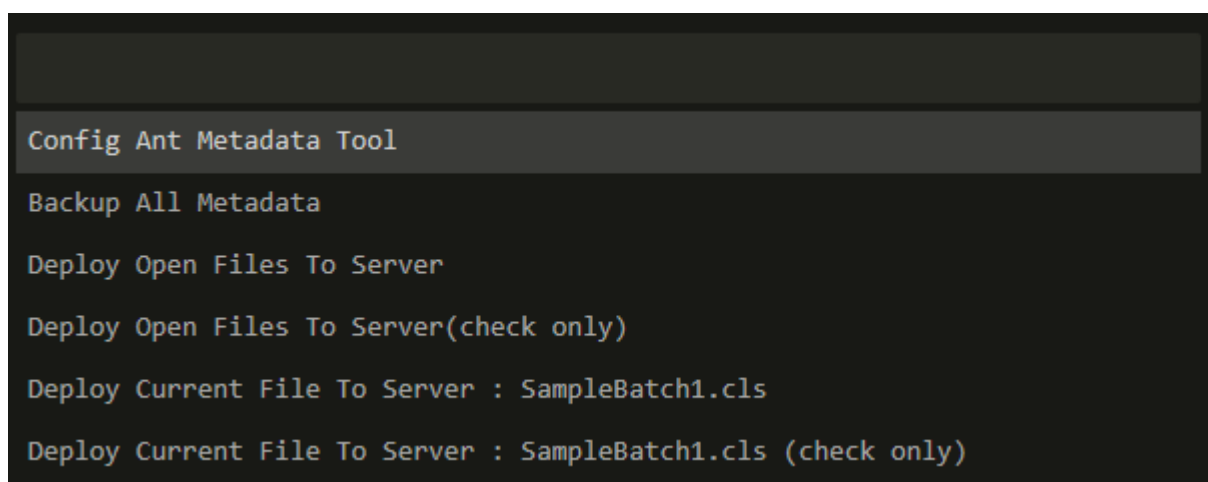 Config Ant Metadata Tool
Backup All Metadata
Deploy Open Files To Server
Deploy Open Files To Server(check only)
Deploy Current File To Server : SampleBatch1.cls
Deploy Current File To Server : SampleBatch1.cls (check only)